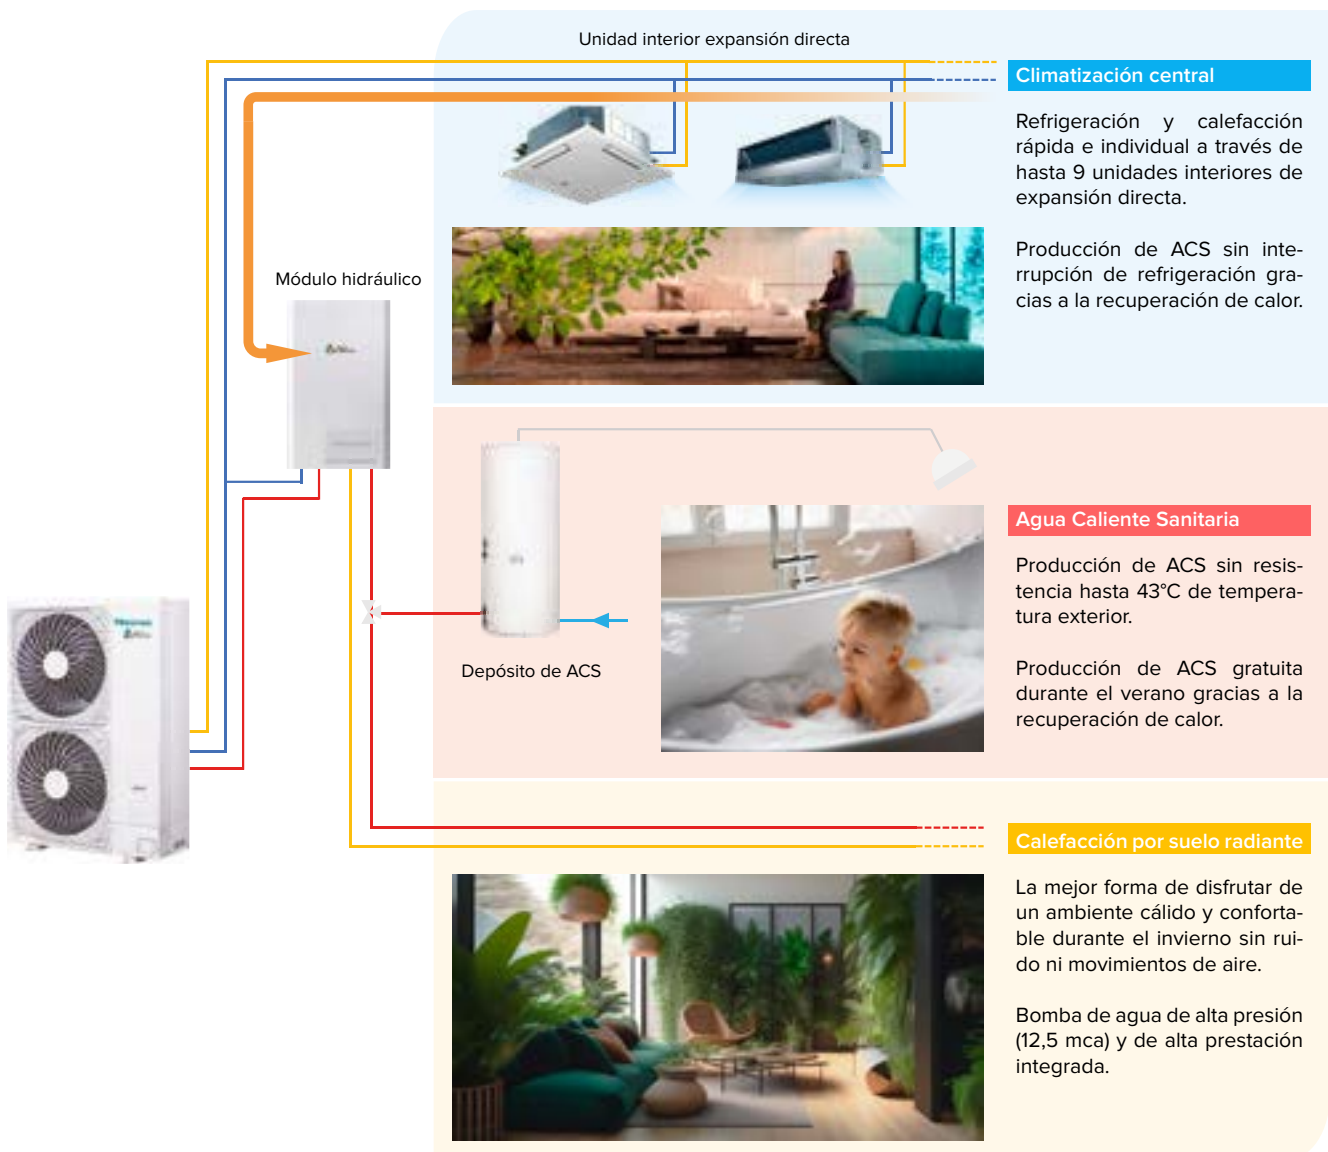 Unidad interior expansión directa
Climatización central
Refrigeración y calefacción
rápida e individual a través de
hasta 9 unidades interiores de
expansión directa.
Producción de ACS sin inte-
rrupción de refrigeración gra-
cias a la recuperación de calor.
Módulo hidráulico
Agua Caliente Sanitaria
Producción de ACS sin resis-
tencia hasta 43°C de tempera-
tura exterior.
Producción de ACS gratuita
durante el verano gracias a la
recuperación de calor.
Depósito de ACS
Hisense
Calefacción por suelo radiante
La mejor forma de disfrutar de
un ambiente cálido y conforta-
ble durante el invierno sin rui-
do ni movimientos de aire.
Bomba de agua de alta presión
(12,5 mca) y de alta prestación
integrada.